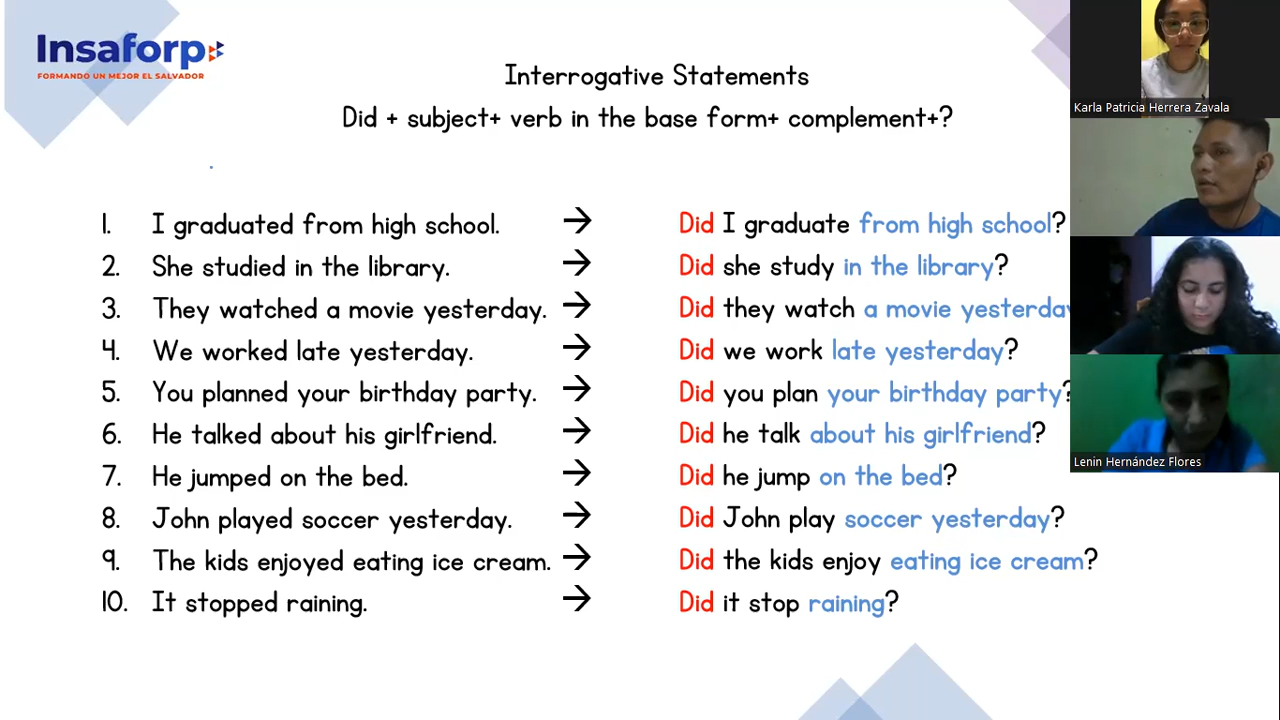 Insaforp
FORMANDO UN MEJOR EL SALVADOR
Interrogative Statements
Did + subject+ verb in the base form+ complement+?
1. I graduated from high school. → Did I graduate from high school?
2. She studied in the library. → Did she study in the library?
3. They watched a movie yesterday. → Did they watch a movie yesterday
4. We worked late yesterday. → Did we work late yesterday?
5. You planned your birthday party. → Did you plan your birthday party?
6. He talked about his girlfriend. → Did he talk about his girlfriend?
7. He jumped on the bed. → Did he jump on the bed?
8. John played soccer yesterday. → Did John play soccer yesterday?
9. The kids enjoyed eating ice cream. → Did the kids enjoy eating ice cream?
10. It stopped raining. → Did it stop raining?
Karla Patricia Herrera Zavala
Lenin Hernández Flores